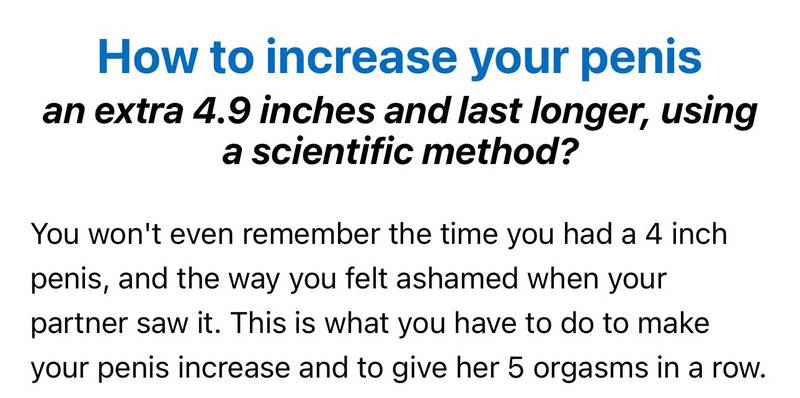 How to increase your penis
an extra 4.9 inches and last longer, using
a scientific method?
You won't even remember the time you had a 4 inch
penis, and the way you felt ashamed when your
partner saw it. This is what you have to do to make
your penis increase and to give her 5 orgasms in a row.